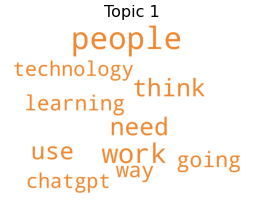 Topic 1
people
technology
think
learning
need
use work going
way
chatgpt